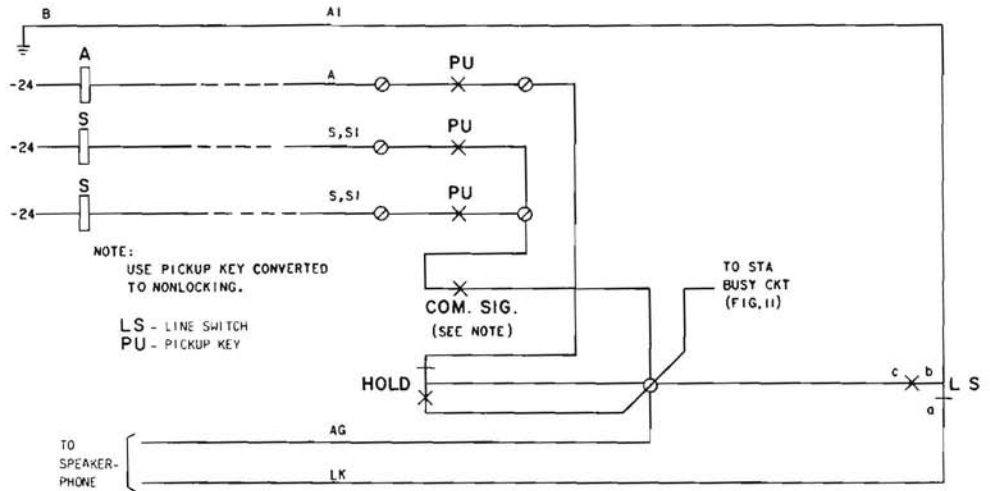 B A1
A
-24 A PU
S
-24 S,S1 PU
S
-24 S,S1 PU
NOTE:
USE PICKUP KEY CONVERTED
TO NONLOCKING.
LS - LINE SWITCH
PU - PICKUP KEY
COM. SIG.
(SEE NOTE)
TO STA
BUSY CKT
(FIG. 11)
HOLD
c b
L S
a
TO
SPEAKER-
PHONE
AG
LK